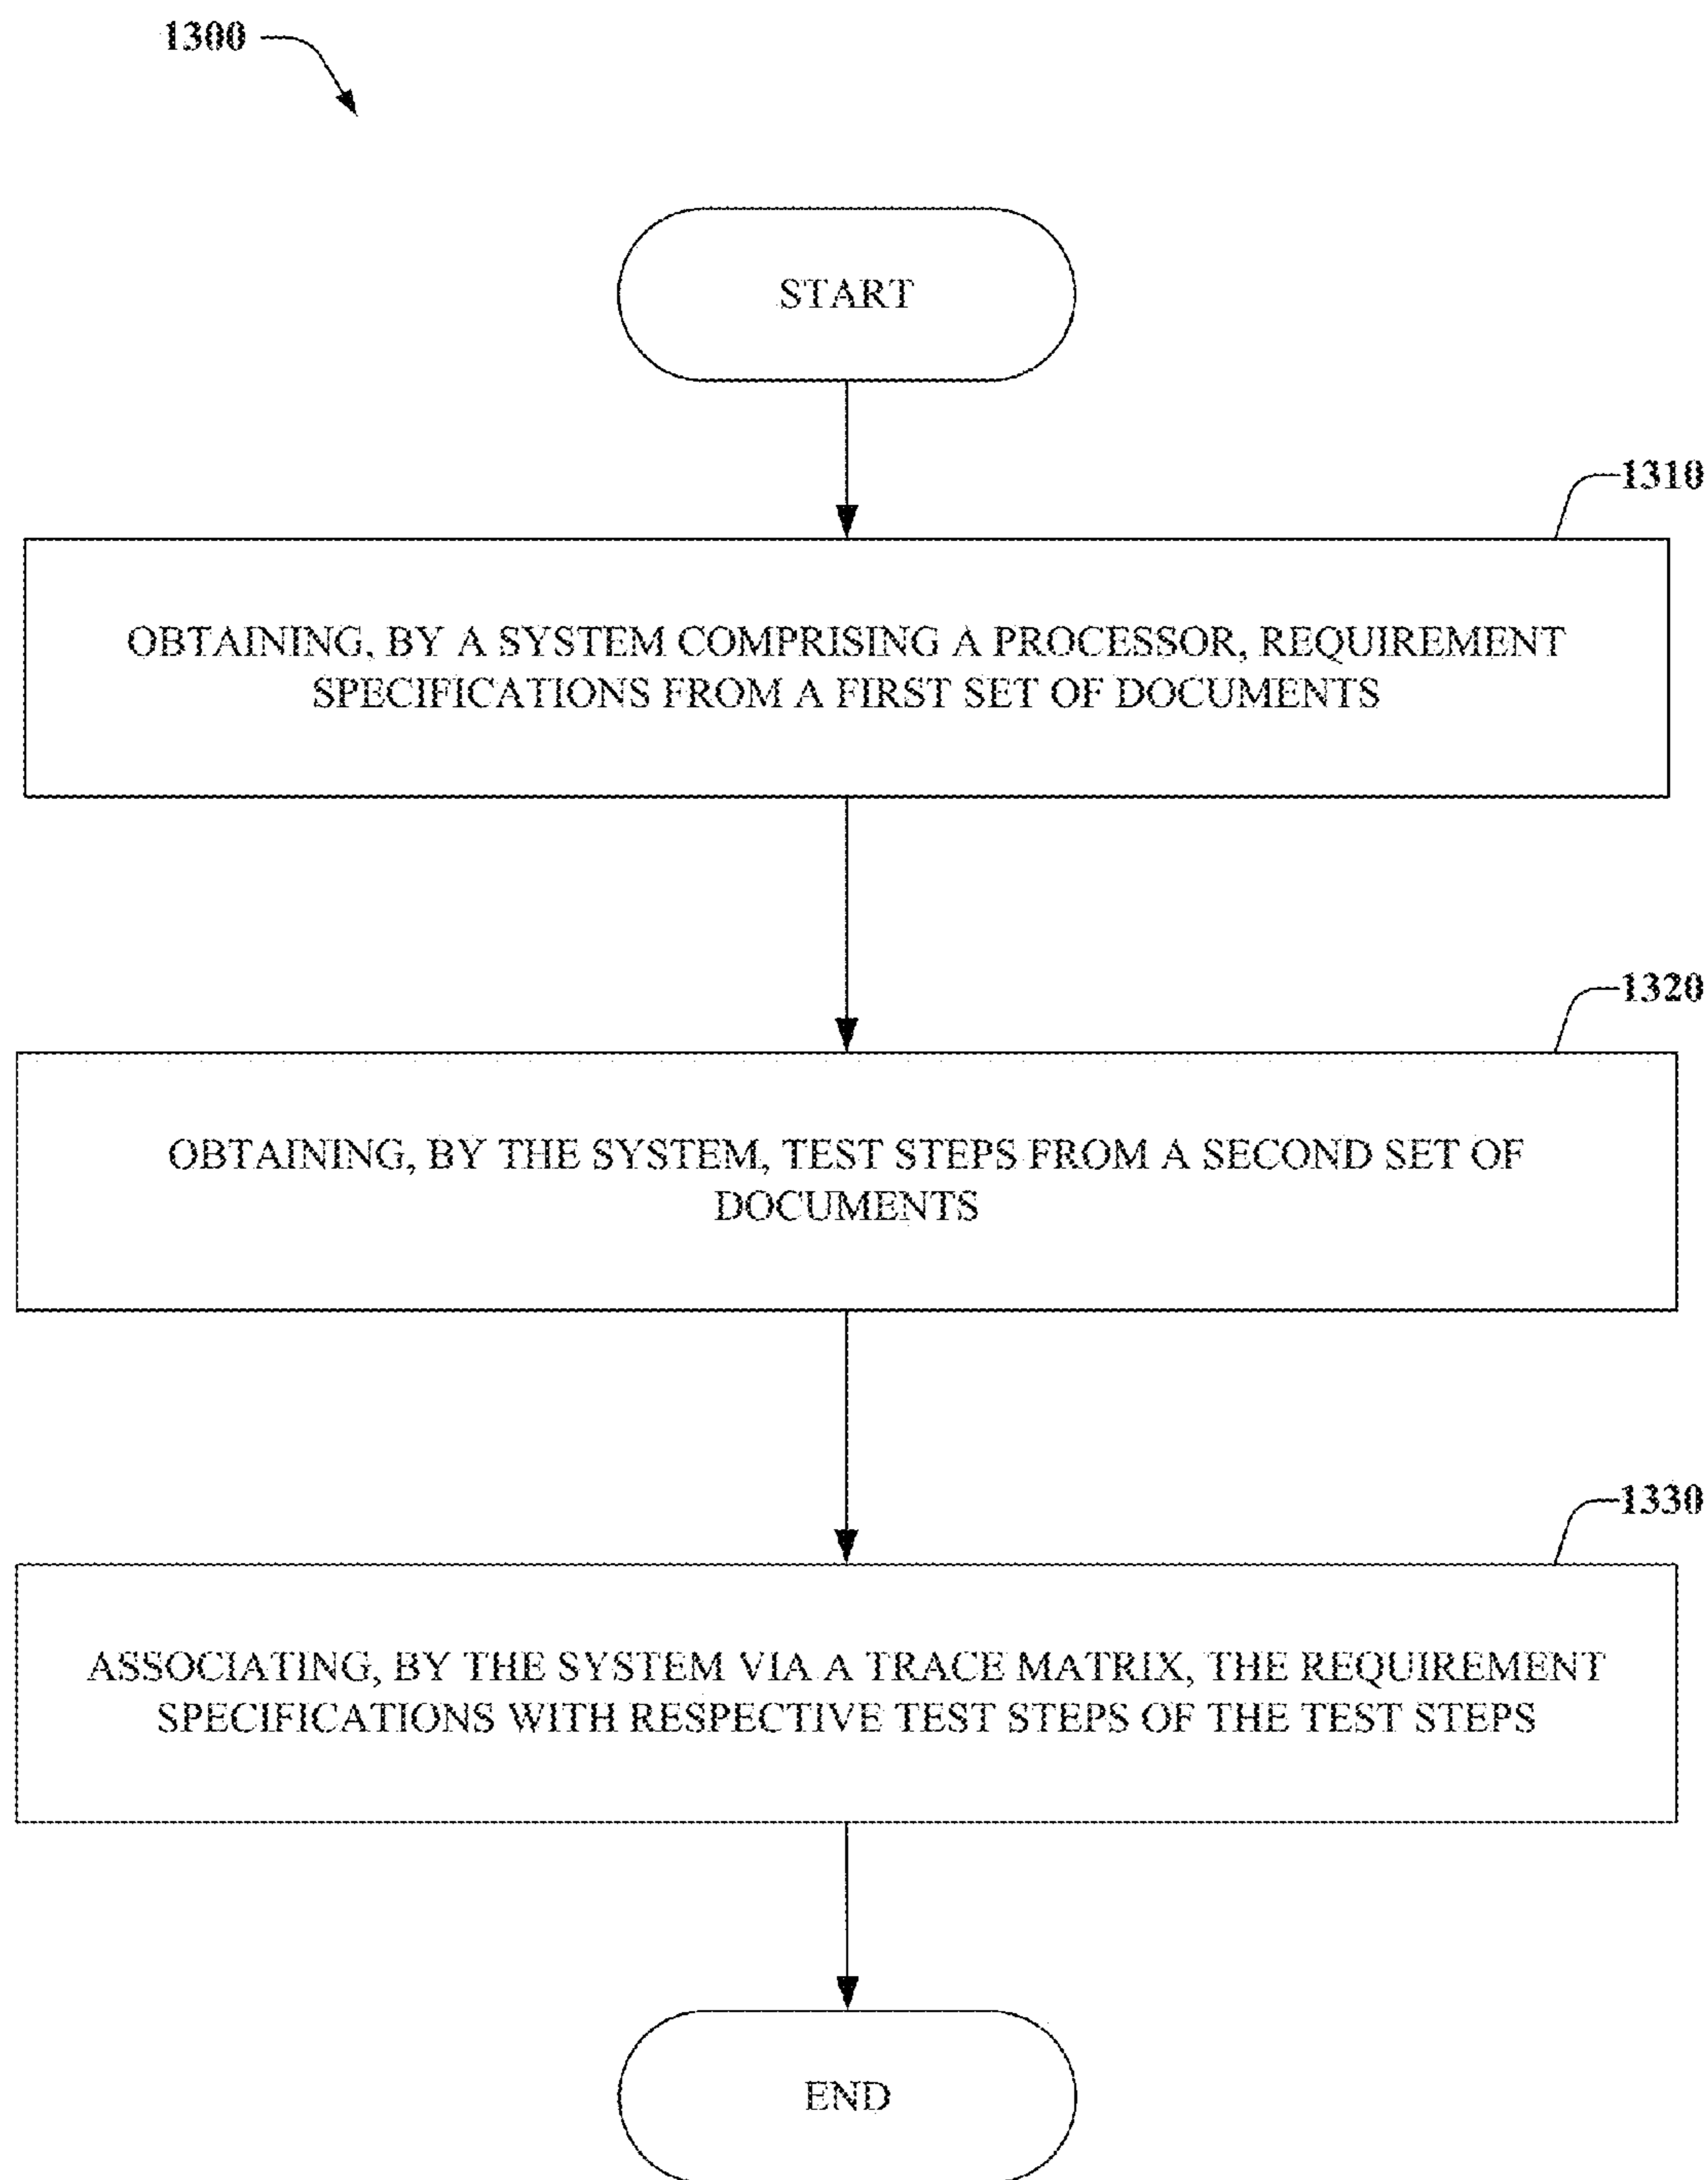 1300
START
1310
OBTAINING, BY A SYSTEM COMPRISING A PROCESSOR, REQUIREMENT
SPECIFICATIONS FROM A FIRST SET OF DOCUMENTS
1320
OBTAINING, BY THE SYSTEM, TEST STEPS FROM A SECOND SET OF
DOCUMENTS
1330
ASSOCIATING, BY THE SYSTEM VIA A TRACE MATRIX, THE REQUIREMENT
SPECIFICATIONS WITH RESPECTIVE TEST STEPS OF THE TEST STEPS
END